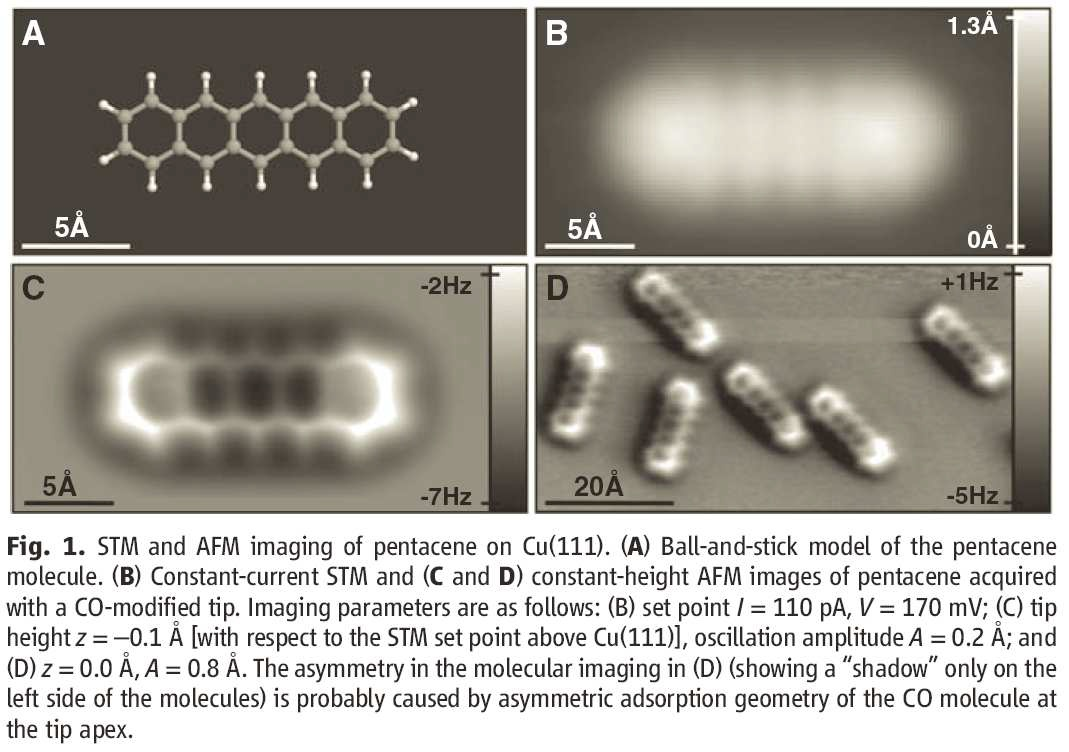 A
5Å
B
1.3Å
5Å
0Å
C
-2Hz
5Å
-7Hz
D
+1Hz
20Å
-5Hz
Fig. 1. STM and AFM imaging of pentacene on Cu(111). (A) Ball-and-stick model of the pentacene
molecule. (B) Constant-current STM and (C and D) constant-height AFM images of pentacene acquired
with a CO-modified tip. Imaging parameters are as follows: (B) set point I = 110 pA, V = 170 mV; (C) tip
height z = −0.1 Å [with respect to the STM set point above Cu(111)], oscillation amplitude A = 0.2 Å; and
(D) z = 0.0 Å, A = 0.8 Å. The asymmetry in the molecular imaging in (D) (showing a “shadow” only on the
left side of the molecules) is probably caused by asymmetric adsorption geometry of the CO molecule at
the tip apex.